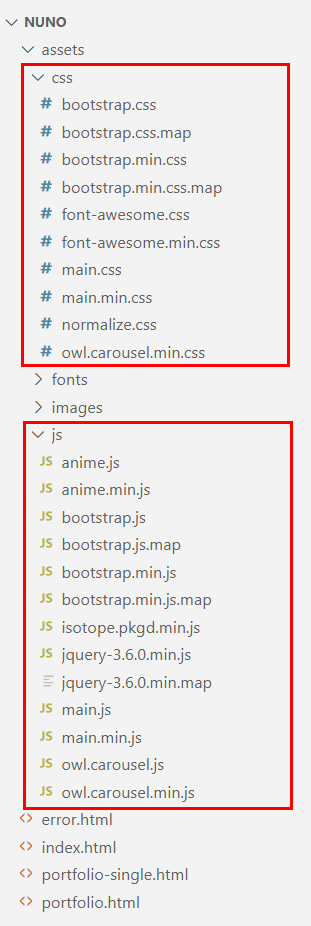 NUNO
assets
css
# bootstrap.css
# bootstrap.css.map
# bootstrap.min.css
# bootstrap.min.css.map
# font-awesome.css
# font-awesome.min.css
# main.css
# main.min.css
# normalize.css
# owl.carousel.min.css
fonts
images
js
JS anime.js
JS anime.min.js
JS bootstrap.js
JS bootstrap.js.map
JS bootstrap.min.js
JS bootstrap.min.js.map
JS isotope.pkgd.min.js
JS jquery-3.6.0.min.js
jquery-3.6.0.min.map
JS main.js
JS main.min.js
JS owl.carousel.js
JS owl.carousel.min.js
<> error.html
<> index.html
<> portfolio-single.html
<> portfolio.html